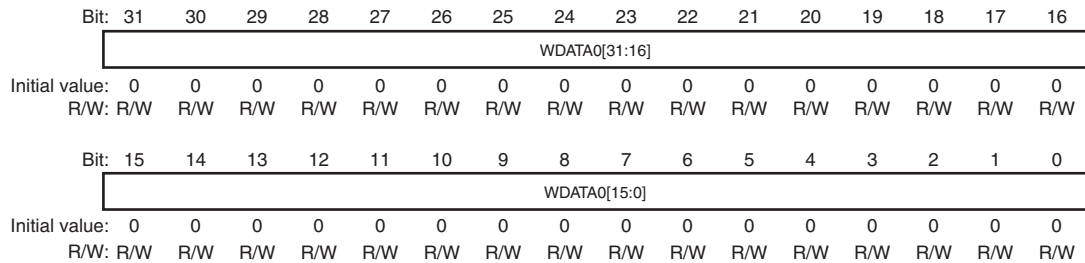 Bit: 31 30 29 28 27 26 25 24 23 22 21 20 19 18 17 16
WDATA0[31:16]
Initial value: 0 0 0 0 0 0 0 0 0 0 0 0 0 0 0 0
R/W: R/W R/W R/W R/W R/W R/W R/W R/W R/W R/W R/W R/W R/W R/W R/W R/W
Bit: 15 14 13 12 11 10 9 8 7 6 5 4 3 2 1 0
WDATA0[15:0]
Initial value: 0 0 0 0 0 0 0 0 0 0 0 0 0 0 0 0
R/W: R/W R/W R/W R/W R/W R/W R/W R/W R/W R/W R/W R/W R/W R/W R/W R/W